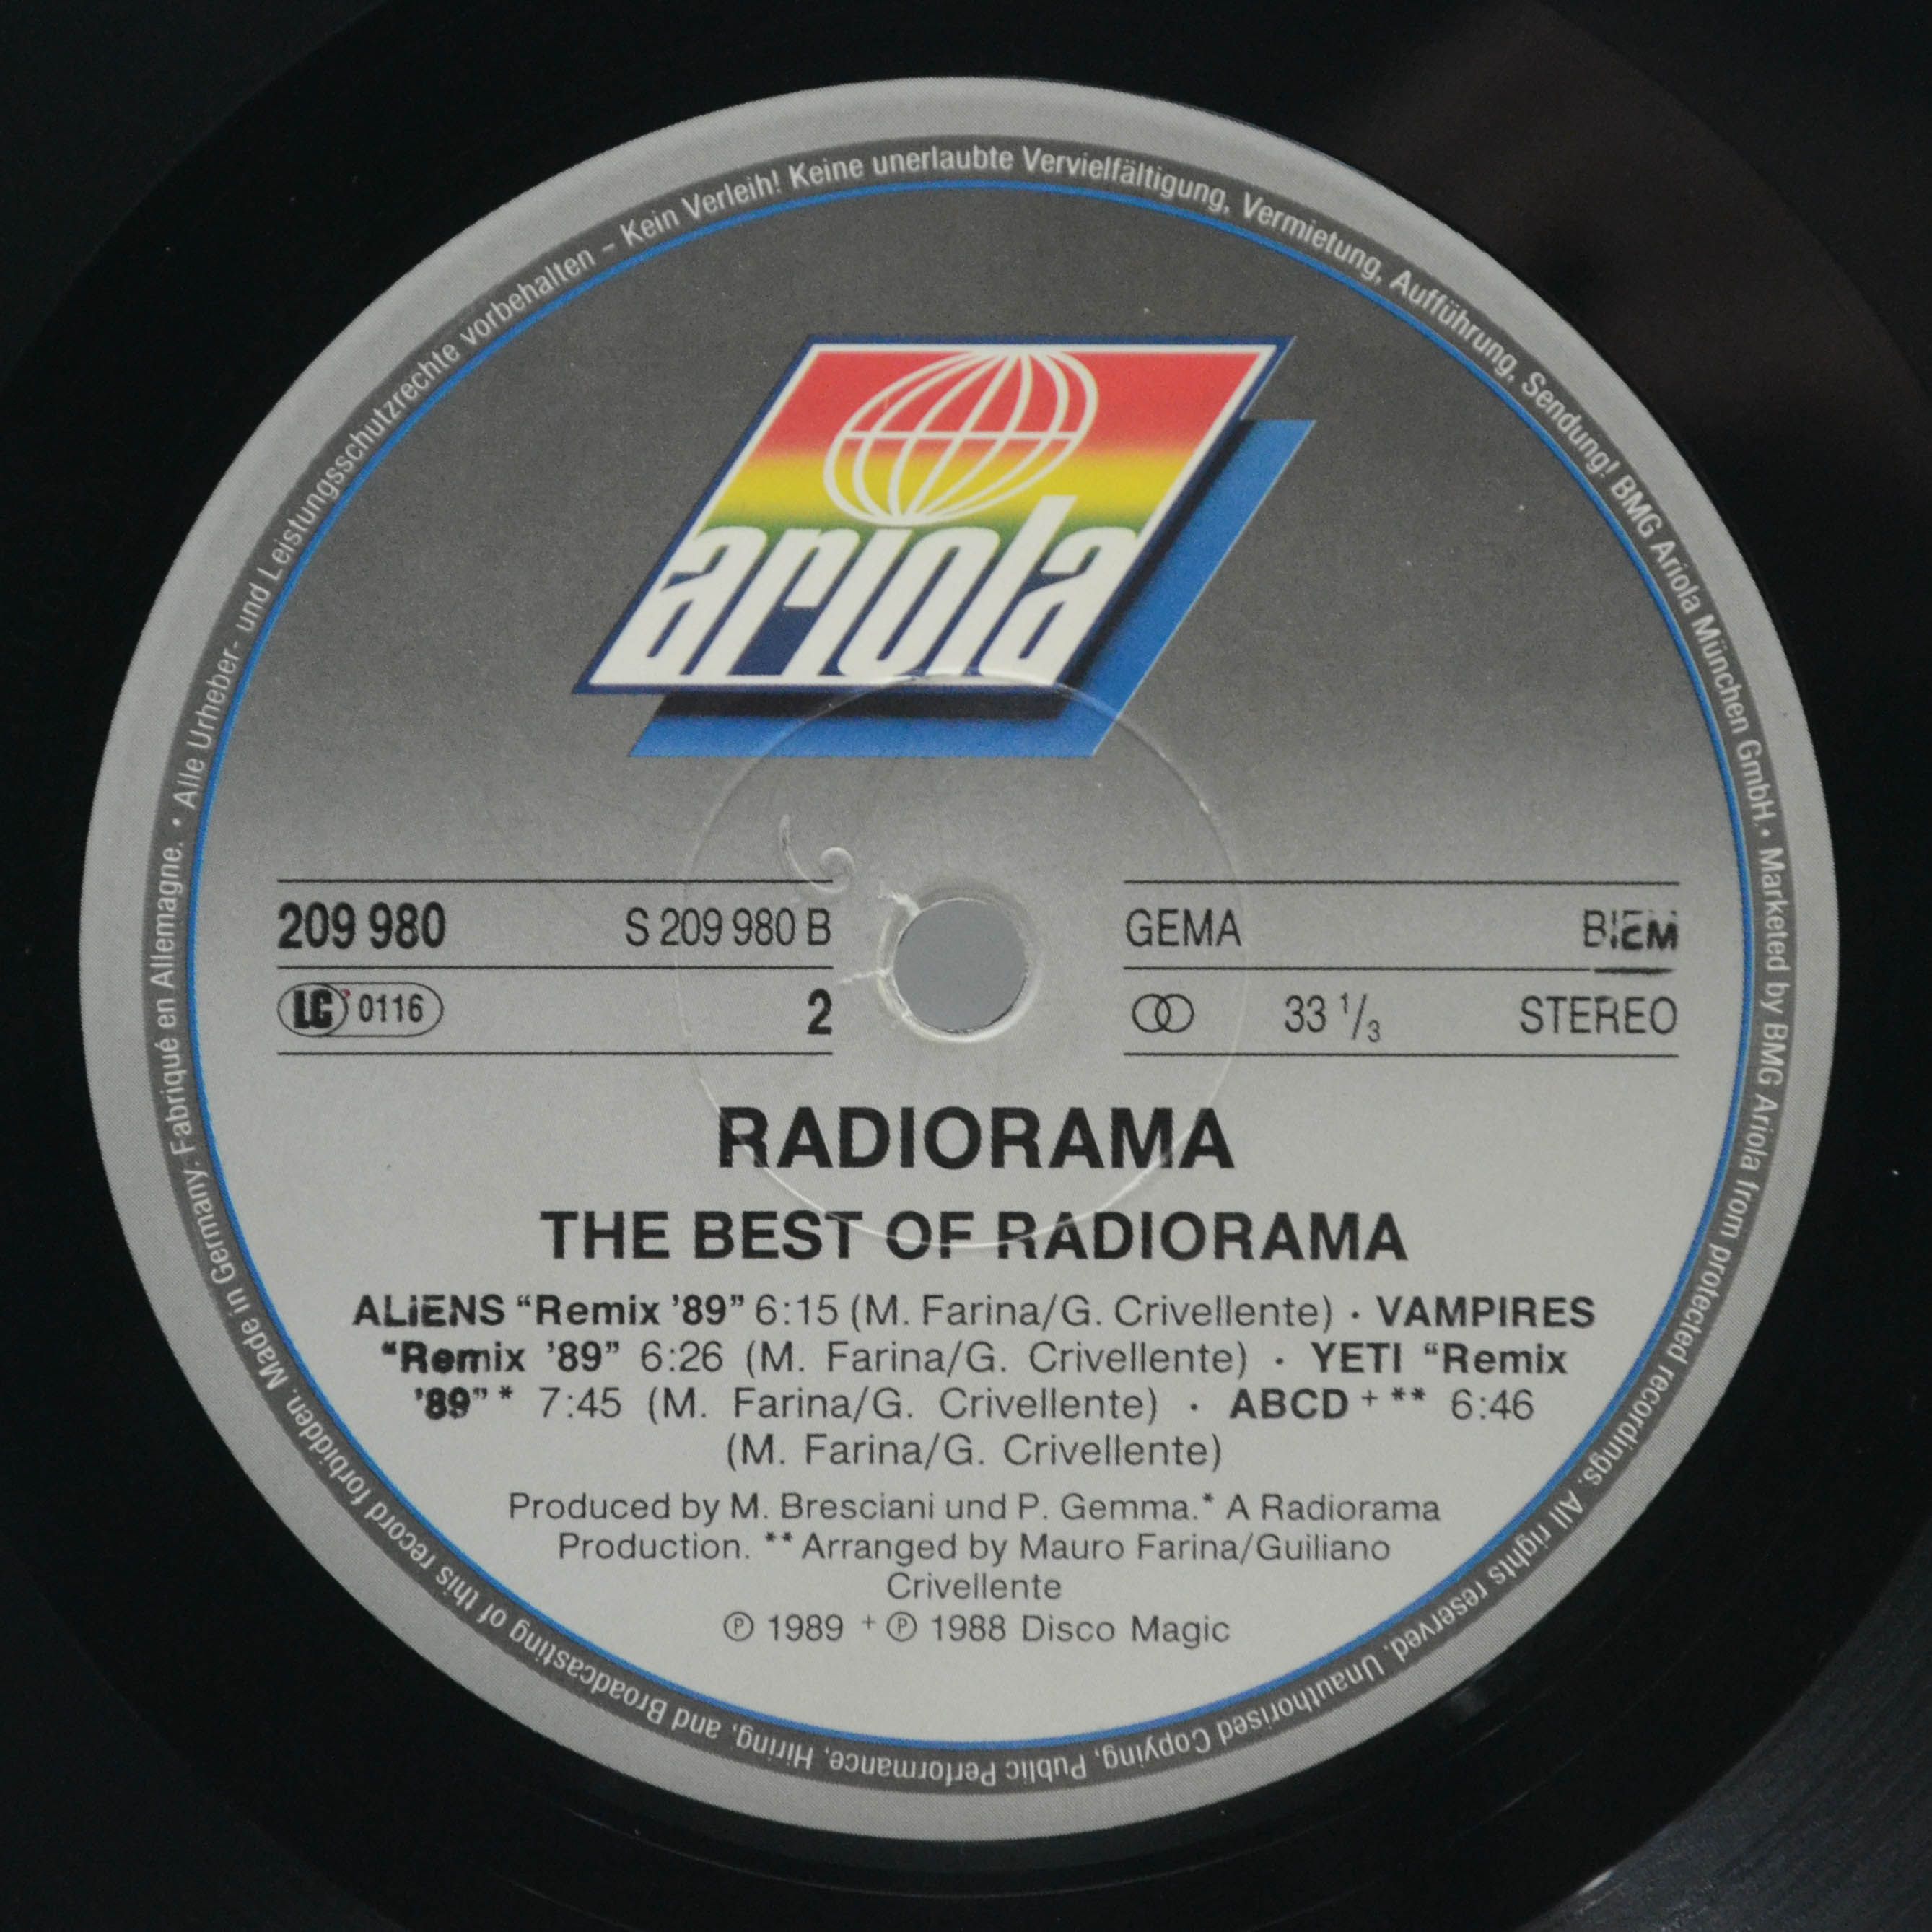 • Alle Urheber- und Leistungsschutzrechte vorbehalten – Kein Verleih! Keine unerlaubte Vervielfältigung, Vermietung, Aufführung, Sendung! BMG Ariola München GmbH. • Marketed by BMG Ariola from protected recordings. All rights reserved. Unauthorised Copying, Public Performance, Hiring, and Broadcasting of this record forbidden. Made in Germany. Fabriqué en Allemagne.
ariola
209 980 S 209 980 B GEMA BIEM
LC 0116 2 33 1/3 STEREO
RADIORAMA
THE BEST OF RADIORAMA
ALiENS “Remix ’89” 6:15 (M. Farina/G. Crivellente) · VAMPIRES
“Remix ’89” 6:26 (M. Farina/G. Crivellente) · YETI “Remix
’89” * 7:45 (M. Farina/G. Crivellente) · ABCD + ** 6:46
(M. Farina/G. Crivellente)
Produced by M. Bresciani und P. Gemma.* A Radiorama
Production. ** Arranged by Mauro Farina/Guiliano
Crivellente
℗ 1989 + ℗ 1988 Disco Magic